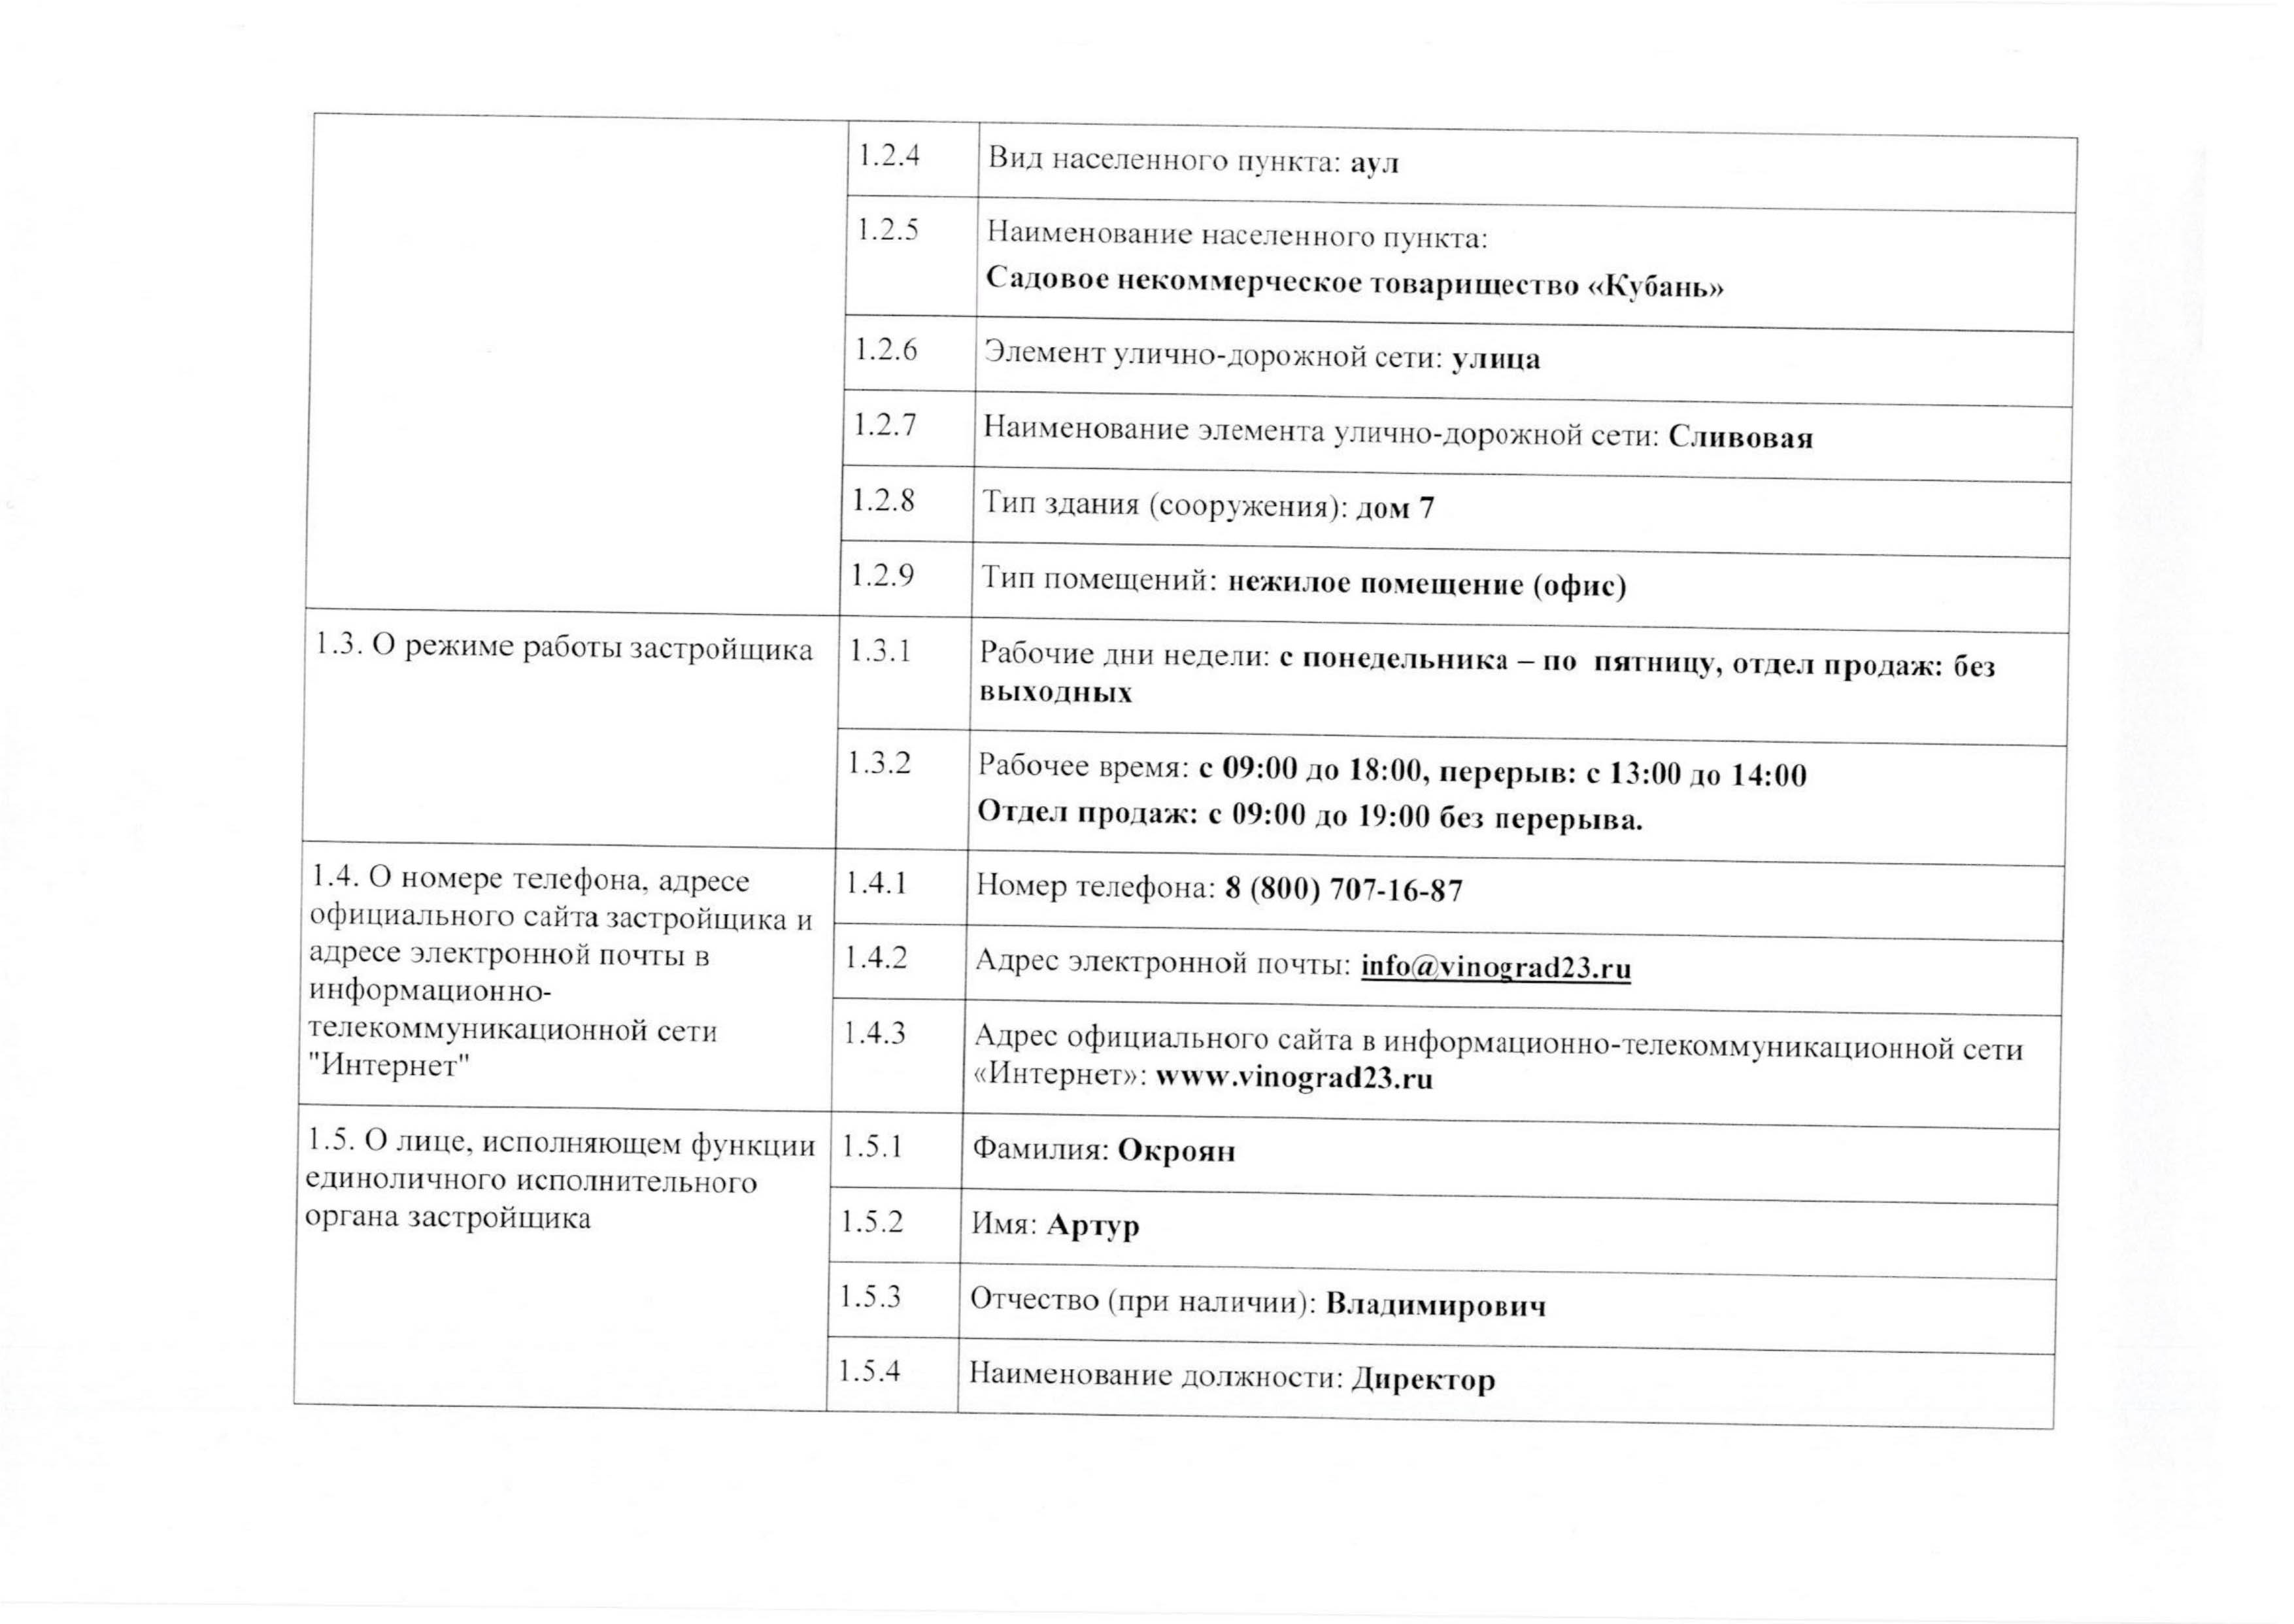 1.2.4 Вид населенного пункта: аул
1.2.5 Наименование населенного пункта:
Садовое некоммерческое товарищество «Кубань»
1.2.6 Элемент улично-дорожной сети: улица
1.2.7 Наименование элемента улично-дорожной сети: Сливовая
1.2.8 Тип здания (сооружения): дом 7
1.2.9 Тип помещений: нежилое помещение (офис)
1.3. О режиме работы застройщика
1.3.1 Рабочие дни недели: с понедельника – по пятницу, отдел продаж: без
выходных
1.3.2 Рабочее время: с 09:00 до 18:00, перерыв: с 13:00 до 14:00
Отдел продаж: с 09:00 до 19:00 без перерыва.
1.4. О номере телефона, адресе
официального сайта застройщика и
адресе электронной почты в
информационно-
телекоммуникационной сети
"Интернет"
1.4.1 Номер телефона: 8 (800) 707-16-87
1.4.2 Адрес электронной почты: info@vinograd23.ru
1.4.3 Адрес официального сайта в информационно-телекоммуникационной сети
«Интернет»: www.vinograd23.ru
1.5. О лице, исполняющем функции
единоличного исполнительного
органа застройщика
1.5.1 Фамилия: Окроян
1.5.2 Имя: Артур
1.5.3 Отчество (при наличии): Владимирович
1.5.4 Наименование должности: Директор